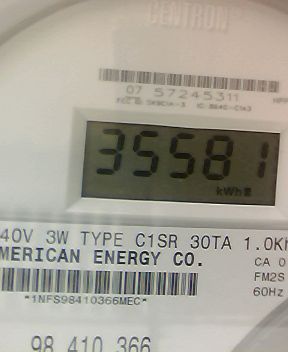 CENTRON
07 57245311
35581
kWh
40V 3W TYPE C1SR 30TA 1.0Kh
MERICAN ENERGY CO.
CA 0
FM2S
60Hz
*1NFS98410366MEC*
98 410 366